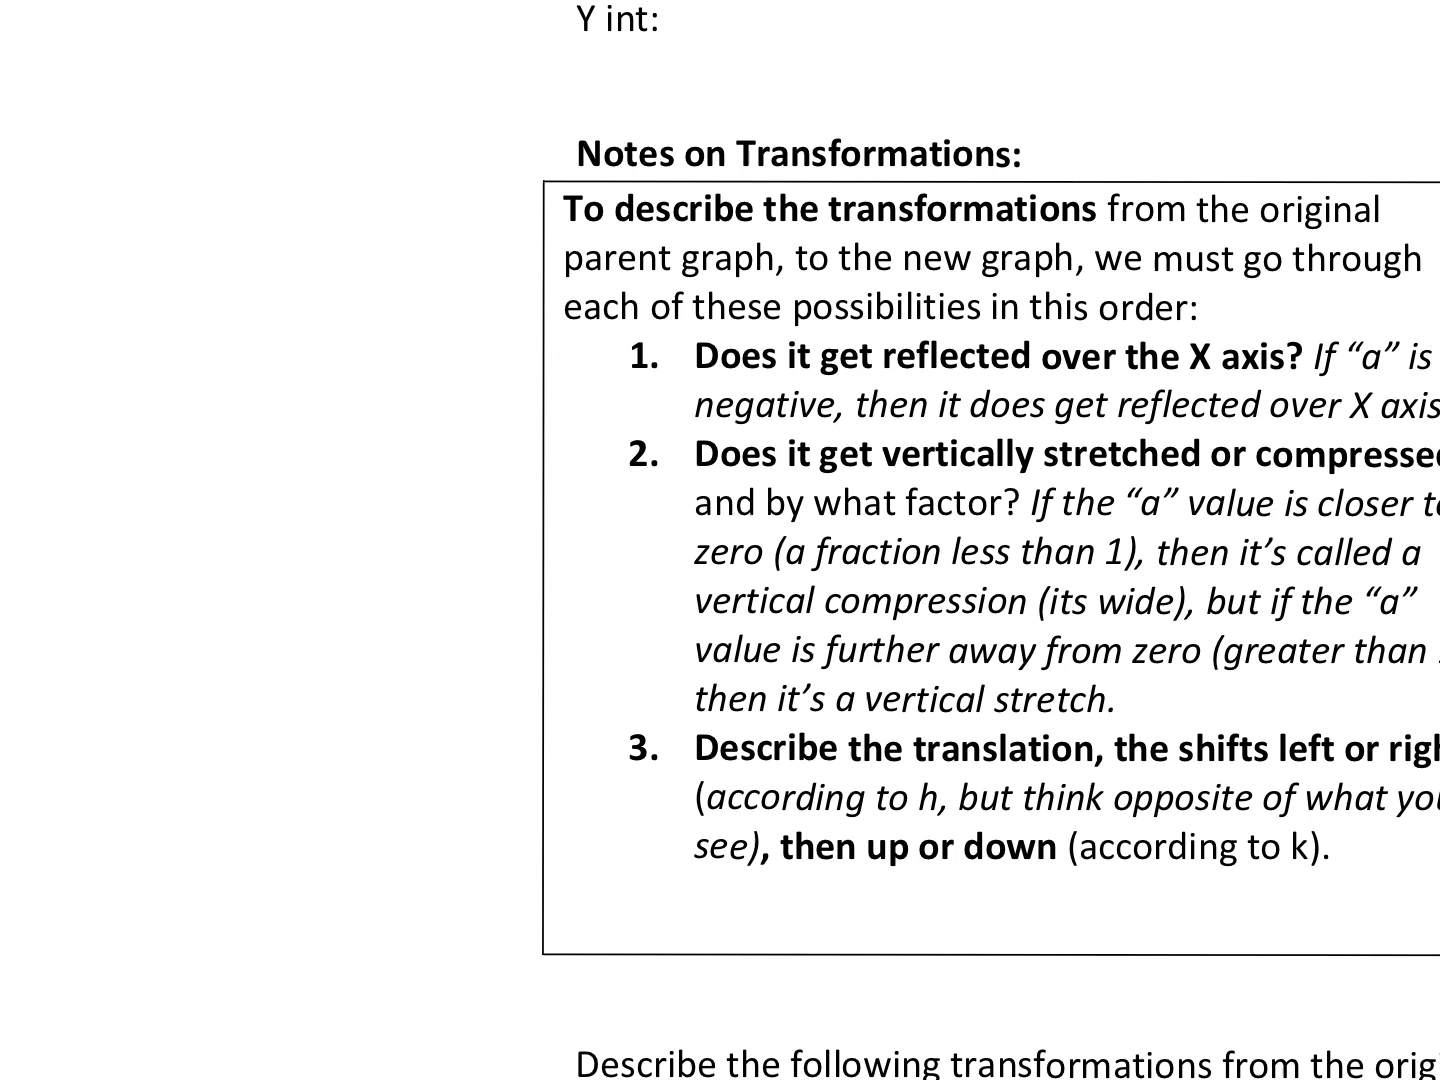 Y int:
Notes on Transformations:
To describe the transformations from the original
parent graph, to the new graph, we must go through
each of these possibilities in this order:
1. Does it get reflected over the X axis? If “a” is
negative, then it does get reflected over X axis
2. Does it get vertically stretched or compressed
and by what factor? If the “a” value is closer to
zero (a fraction less than 1), then it’s called a
vertical compression (its wide), but if the “a”
value is further away from zero (greater than
then it’s a vertical stretch.
3. Describe the translation, the shifts left or
(according to h, but think opposite of what you
see), then up or down (according to k).
Describe the following transformations from the